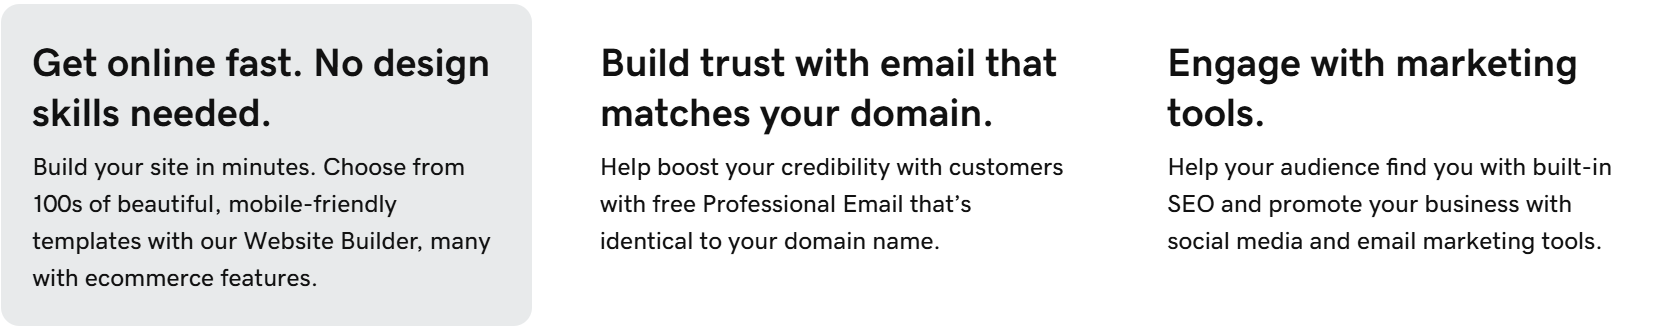 Get online fast. No design
skills needed.
Build your site in minutes. Choose from
100s of beautiful, mobile-friendly
templates with our Website Builder, many
with ecommerce features.
Build trust with email that
matches your domain.
Help boost your credibility with customers
with free Professional Email that’s
identical to your domain name.
Engage with marketing
tools.
Help your audience find you with built-in
SEO and promote your business with
social media and email marketing tools.